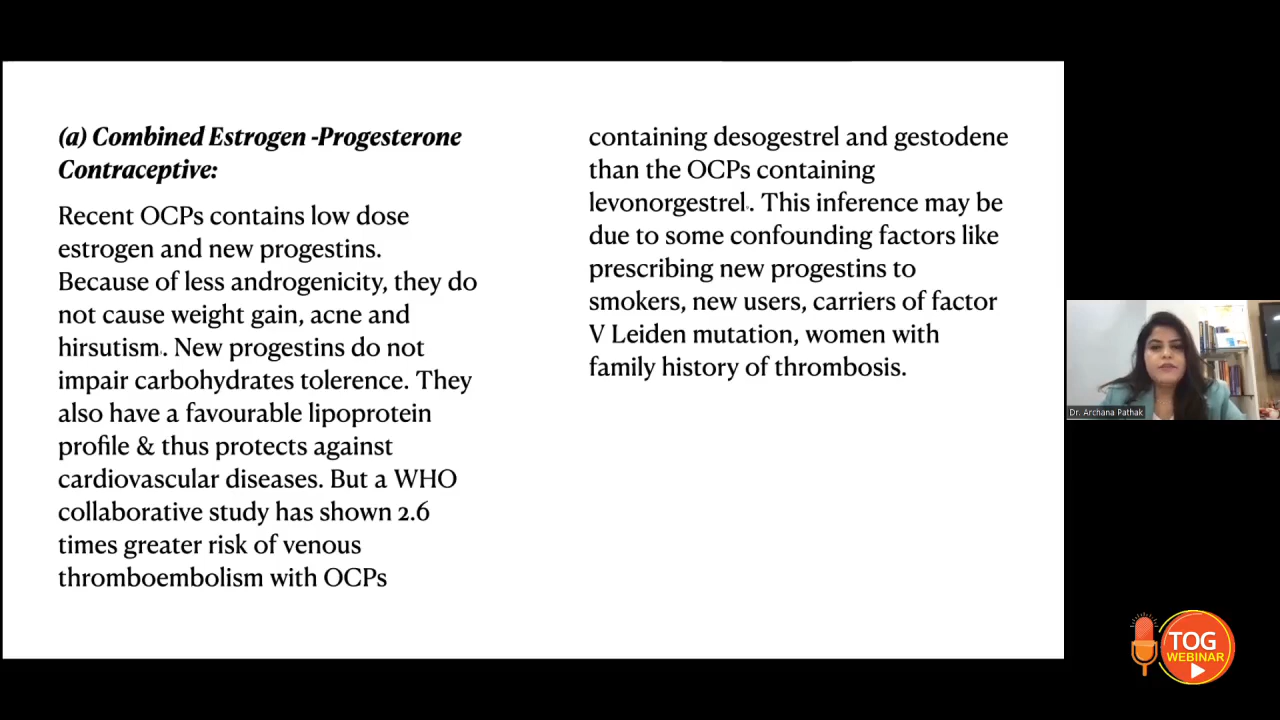 (a) Combined Estrogen -Progesterone
Contraceptive:
Recent OCPs contains low dose
estrogen and new progestins.
Because of less androgenicity, they do
not cause weight gain, acne and
hirsutism. New progestins do not
impair carbohydrates tolerence. They
also have a favourable lipoprotein
profile & thus protects against
cardiovascular diseases. But a WHO
collaborative study has shown 2.6
times greater risk of venous
thromboembolism with OCPs
containing desogestrel and gestodene
than the OCPs containing
levonorgestrel. This inference may be
due to some confounding factors like
prescribing new progestins to
smokers, new users, carriers of factor
V Leiden mutation, women with
family history of thrombosis.
Dr. Archana Pathak
TOG
WEBINAR